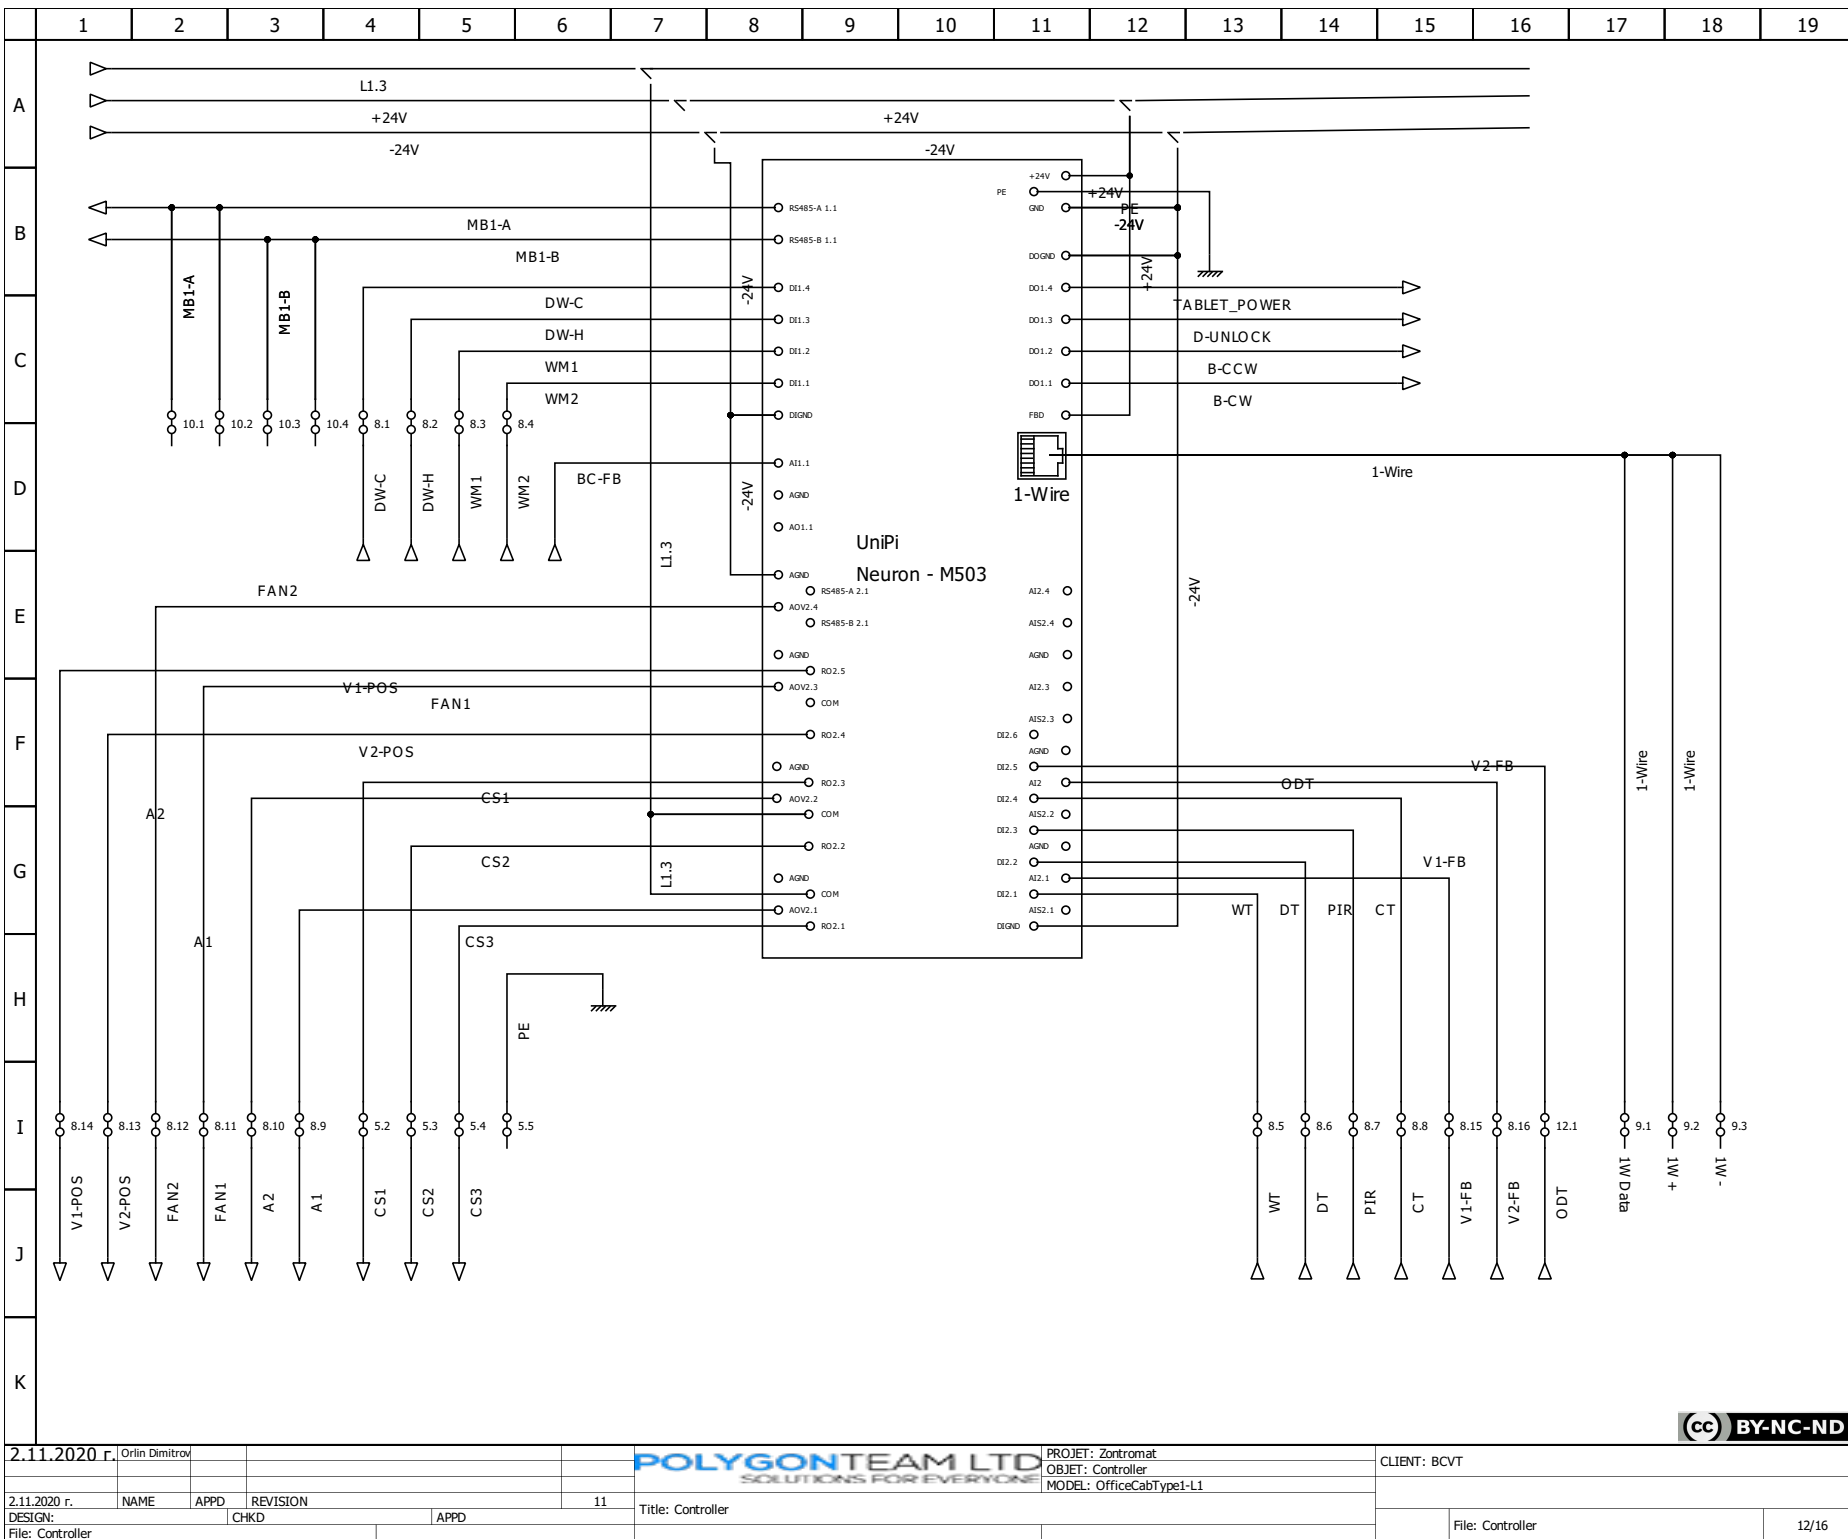 1 2 3 4 5 6 7 8 9 10 11 12 13 14 15 16 17 18 19
A
L1.3
+24V +24V
-24V -24V
B
+24V
PE
+24V
RS485-A 1.1
GND
PE
MB1-A
-24V
RS485-B 1.1
MB1-B
DOGND
MB1-A
MB1-B
-24V
+24V
DI1.4
DO1.4
DW-C
TABLET_POWER
C
DI1.3
DO1.3
DW-H
D-UNLOCK
DI1.2
DO1.2
WM1
B-CCW
DI1.1
DO1.1
WM2
B-CW
DIGND
FBD
10.1 10.2 10.3 10.4 8.1 8.2 8.3 8.4
D
AI1.1
1-Wire
BC-FB
DW-C
DW-H
WM1
WM2
-24V
AGND
1-Wire
AO1.1
UniPi
L1.3
Neuron - M503
AGND
E
FAN2
RS485-A 2.1
AI2.4
-24V
AOV2.4
RS485-B 2.1
AIS2.4
AGND
AGND
RO2.5
V1-POS
AOV2.3
AI2.3
FAN1
COM
AIS2.3
F
RO2.4
DI2.6
V2-POS
AGND
AGND
DI2.5
V2-FB
RO2.3
AI2
ODT
1-Wire
1-Wire
CS1
AOV2.2
DI2.4
A2
COM
AIS2.2
DI2.3
G
RO2.2
AGND
CS2
DI2.2
V1-FB
L1.3
AGND
AI2.1
COM
DI2.1
AOV2.1
AIS2.1
WT DT PIR CT
RO2.1
DIGND
A1
CS3
H
PE
I
8.14 8.13 8.12 8.11 8.10 8.9 5.2 5.3 5.4 5.5 8.5 8.6 8.7 8.8 8.15 8.16 12.1 9.1 9.2 9.3
V1-POS
V2-POS
FAN2
FAN1
A2
A1
CS1
CS2
CS3
WT
DT
PIR
CT
V1-FB
V2-FB
ODT
1W Data
1W +
1W -
J
K
cc BY-NC-ND
2.11.2020 г. Orlin Dimitrov
POLYGONTEAM LTD
SOLUTIONS FOR EVERYONE
PROJET: Zontromat
OBJET: Controller
MODEL: OfficeCabType1-L1
CLIENT: BCVT
2.11.2020 г. NAME APPD REVISION 11
Title: Controller
DESIGN: CHKD APPD
File: Controller
File: Controller
12/16